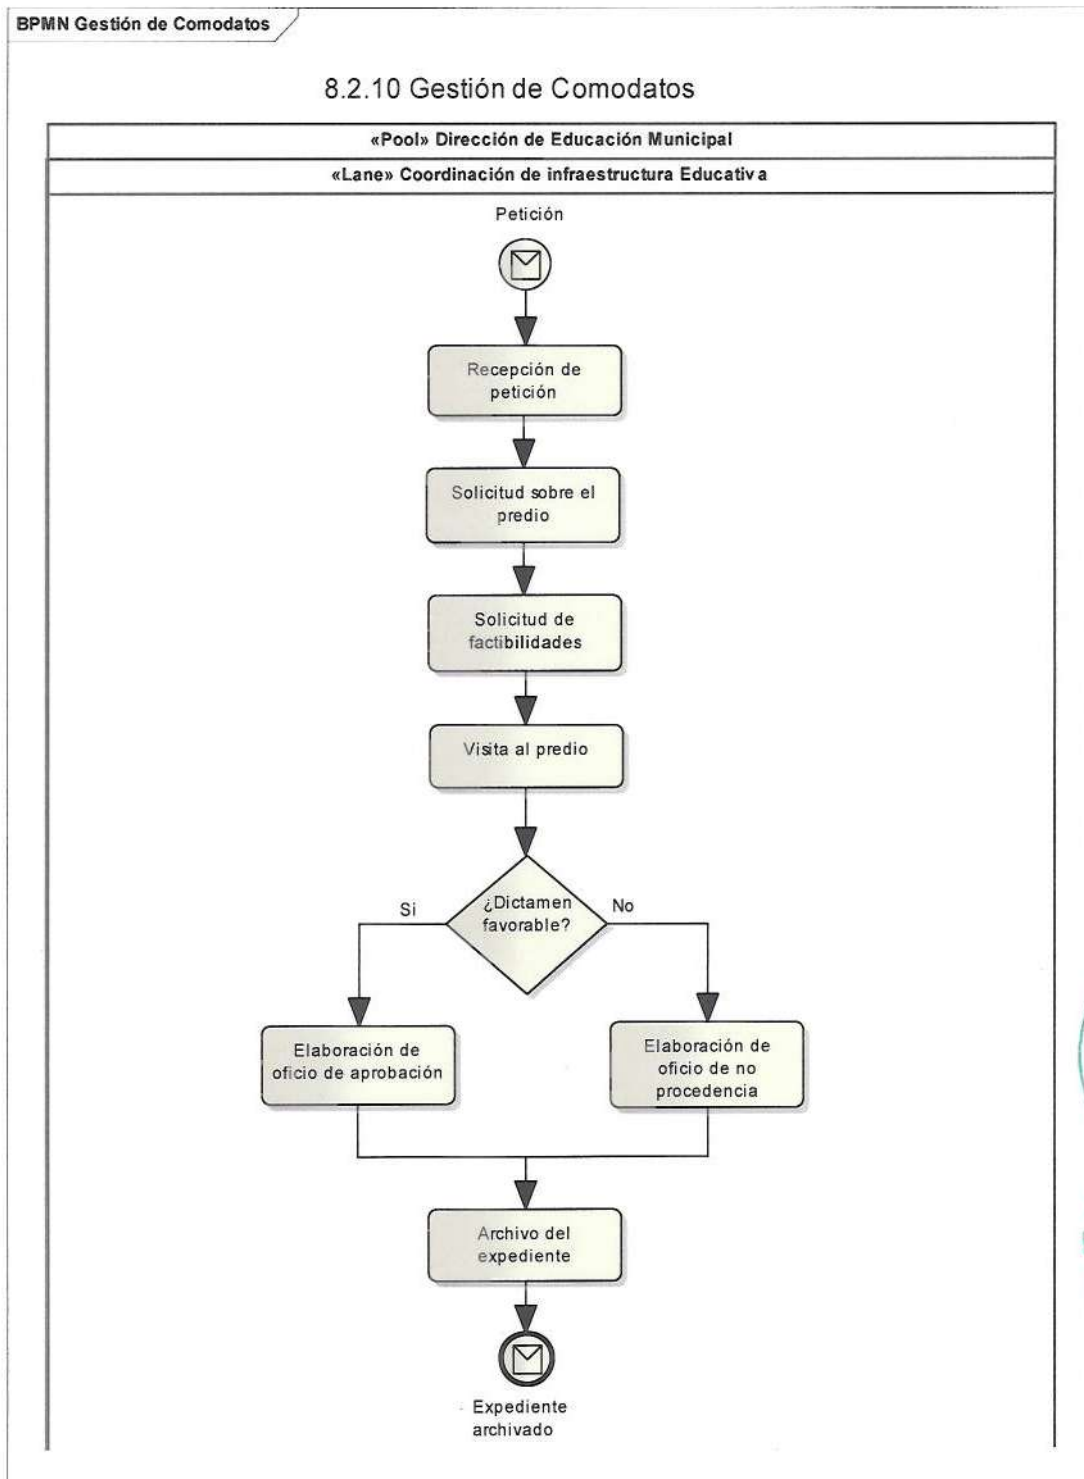 BPMN Gestión de Comodatos
8.2.10 Gestión de Comodatos
«Pool» Dirección de Educación Municipal
«Lane» Coordinación de infraestructura Educativa
Petición
Recepción de
petición
Solicitud sobre el
predio
Solicitud de
factibilidades
Visita al predio
¿Dictamen
favorable?
Si
No
Elaboración de
oficio de aprobación
Elaboración de
oficio de no
procedencia
Archivo del
expediente
Expediente
archivado